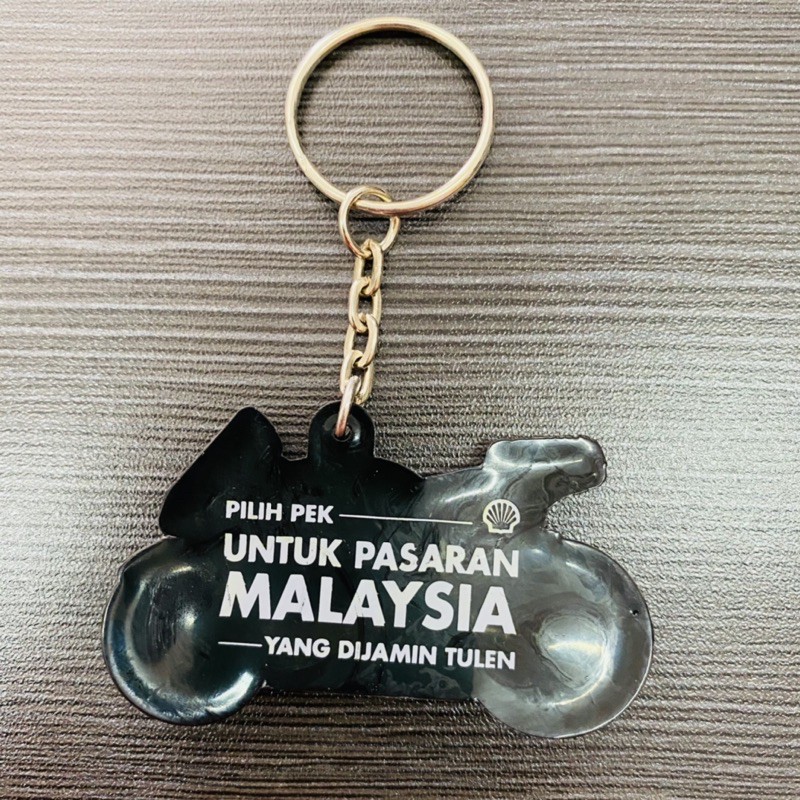 PILIH PEK
UNTUK PASARAN
MALAYSIA
YANG DIJAMIN TULEN